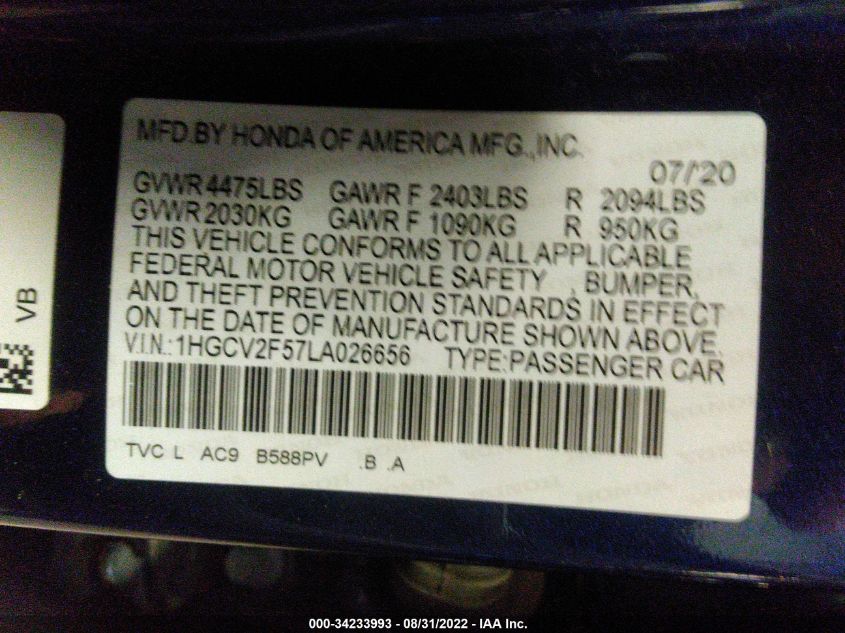 MFD.BY HONDA OF AMERICA MFG.,INC.
07/'20
GVWR 4475LBS GAWR F 2403LBS R 2094LBS
GVWR 2030KG GAWR F 1090KG R 950KG
THIS VEHICLE CONFORMS TO ALL APPLICABLE
FEDERAL MOTOR VEHICLE SAFETY , BUMPER,
AND THEFT PREVENTION STANDARDS IN EFFECT
ON THE DATE OF MANUFACTURE SHOWN ABOVE.
V.I.N.:1HGCV2F57LA026656 TYPE:PASSENGER CAR
TVC L AC9 B588PV .B .A
VB
000-34233993 - 08/31/2022 - IAA Inc.